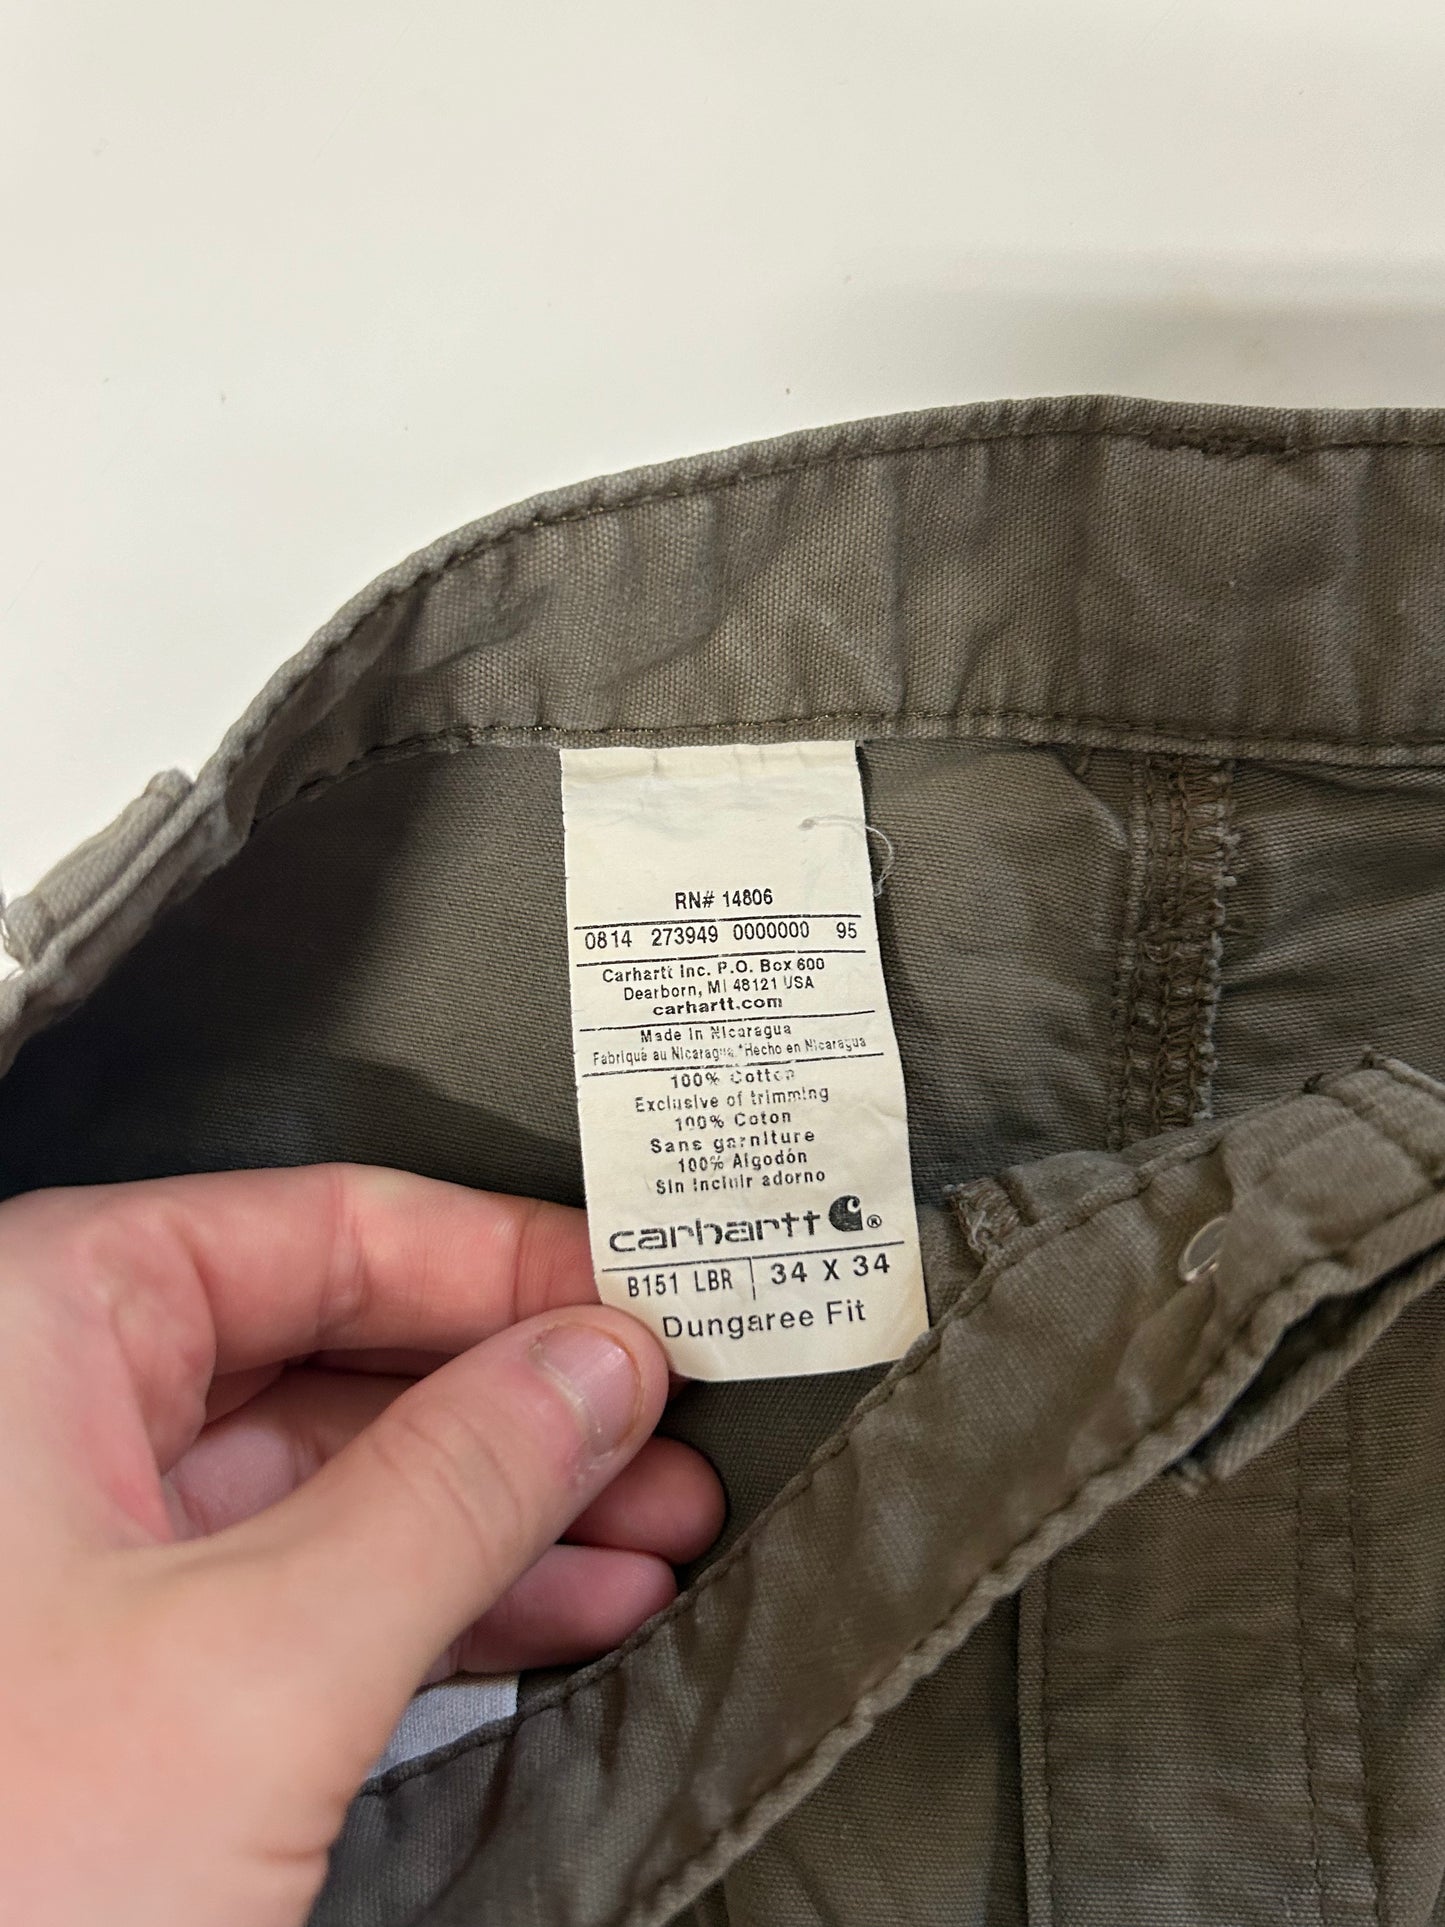 RN# 14806
0814 273949 0000000 95
Carhartt Inc. P.O. Box 600
Dearborn, MI 48121 USA
carhartt.com
Made in Nicaragua
Fabriqué au Nicaragua *Hecho en Nicaragua
100% Cotton
Exclusive of trimming
100% Coton
Sans garniture
100% Algodón
Sin incluir adorno
carhartt ®
B151 LBR | 34 X 34
Dungaree Fit